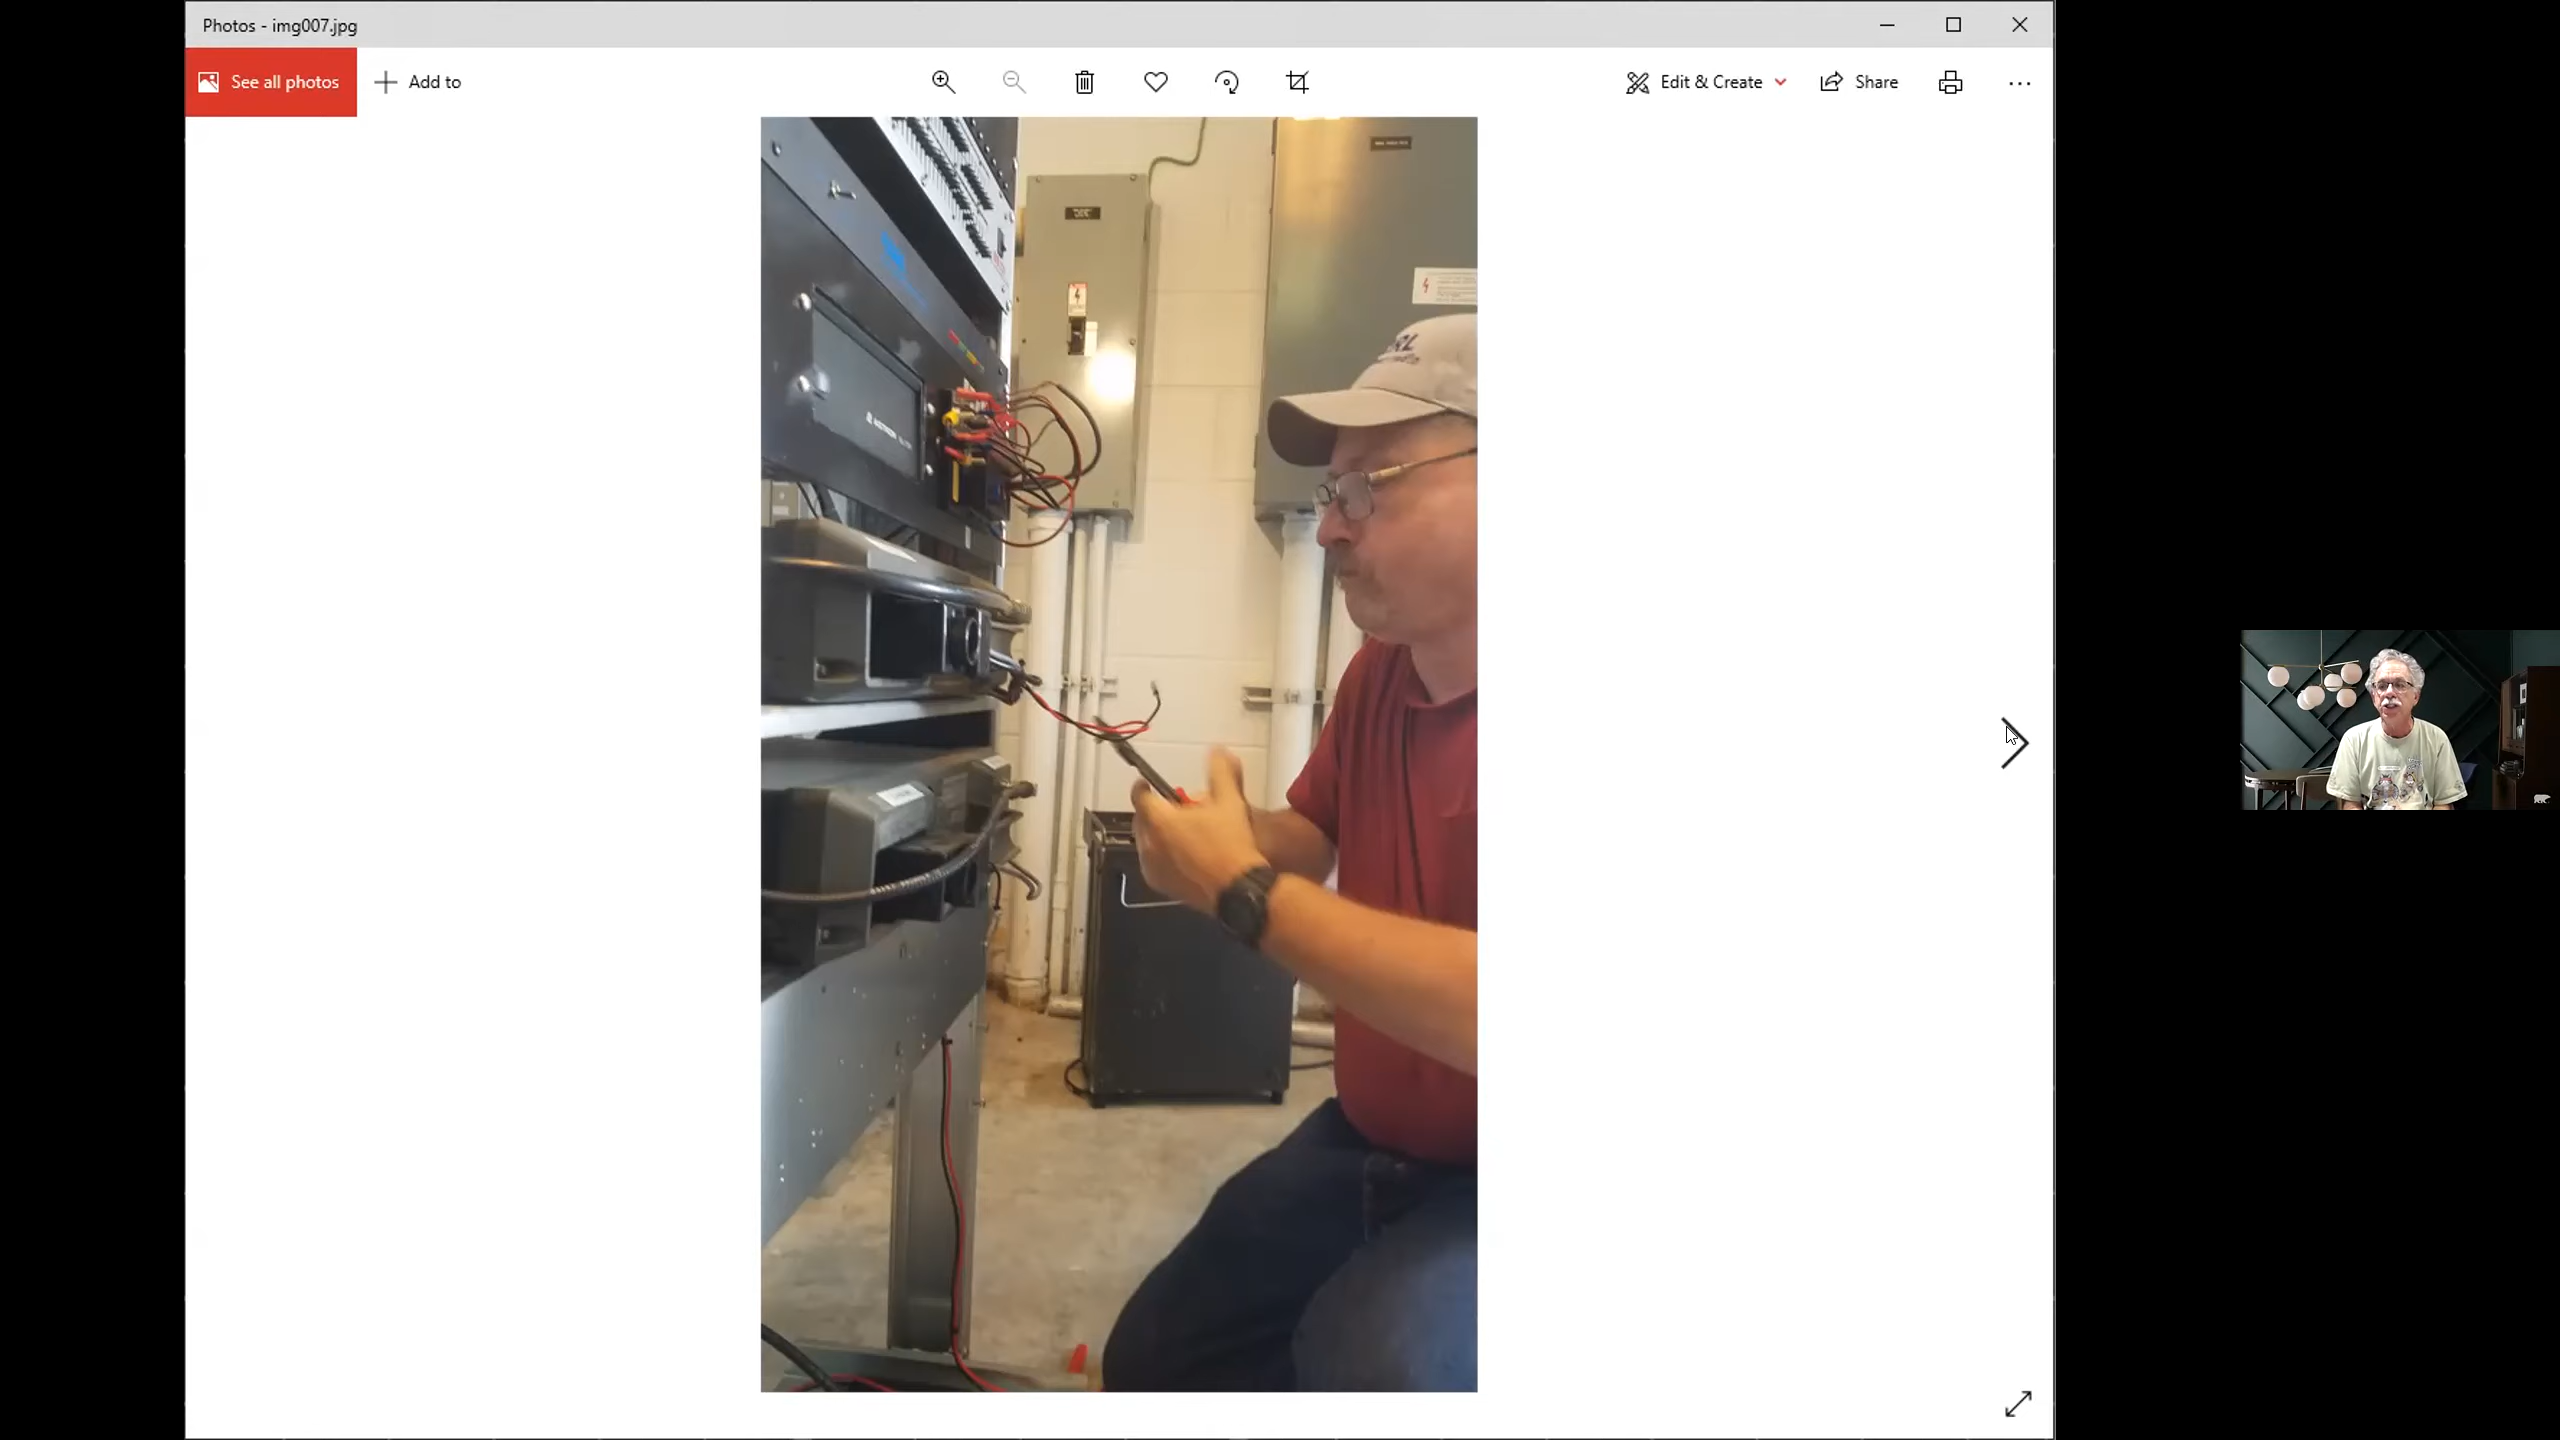 Photos - img007.jpg
See all photos
Add to
Edit & Create
Share